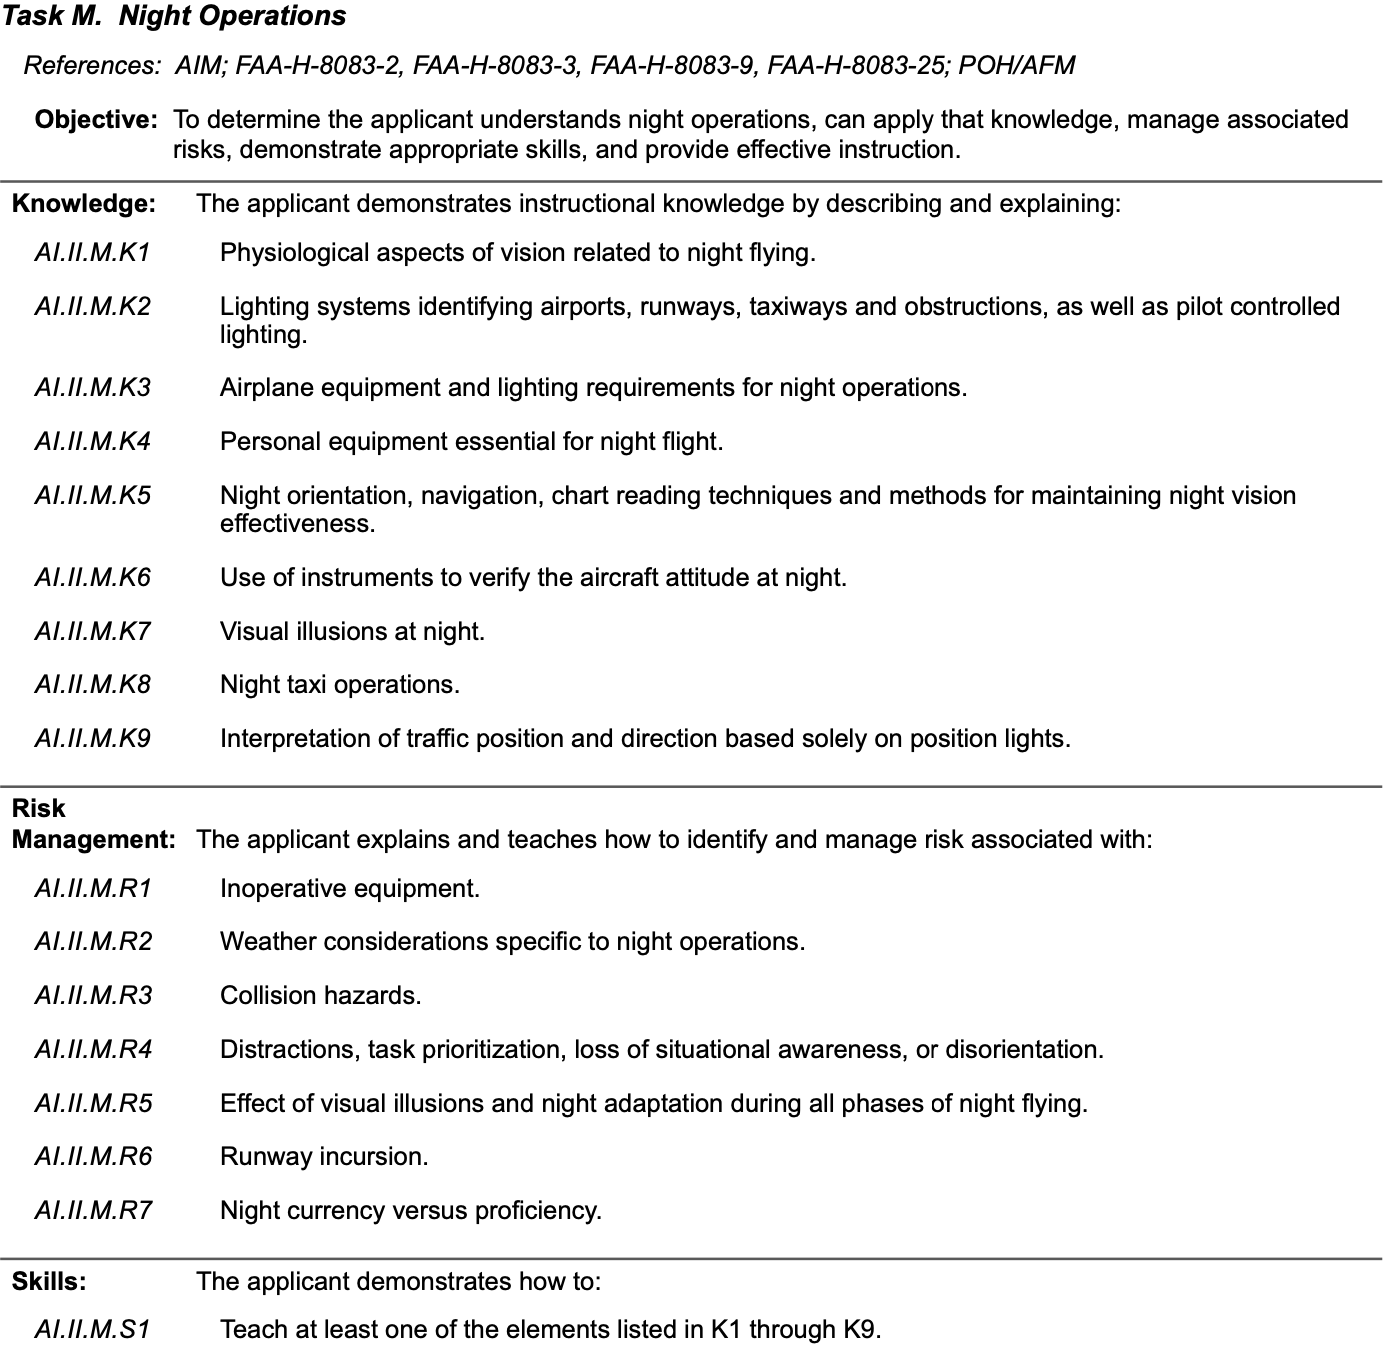 Task M.  Night Operations
References: AIM; FAA-H-8083-2, FAA-H-8083-3, FAA-H-8083-9, FAA-H-8083-25; POH/AFM
Objective: To determine the applicant understands night operations, can apply that knowledge, manage associated
risks, demonstrate appropriate skills, and provide effective instruction.
Knowledge: The applicant demonstrates instructional knowledge by describing and explaining:
AI.II.M.K1 Physiological aspects of vision related to night flying.
AI.II.M.K2 Lighting systems identifying airports, runways, taxiways and obstructions, as well as pilot controlled
lighting.
AI.II.M.K3 Airplane equipment and lighting requirements for night operations.
AI.II.M.K4 Personal equipment essential for night flight.
AI.II.M.K5 Night orientation, navigation, chart reading techniques and methods for maintaining night vision
effectiveness.
AI.II.M.K6 Use of instruments to verify the aircraft attitude at night.
AI.II.M.K7 Visual illusions at night.
AI.II.M.K8 Night taxi operations.
AI.II.M.K9 Interpretation of traffic position and direction based solely on position lights.
Risk
Management: The applicant explains and teaches how to identify and manage risk associated with:
AI.II.M.R1 Inoperative equipment.
AI.II.M.R2 Weather considerations specific to night operations.
AI.II.M.R3 Collision hazards.
AI.II.M.R4 Distractions, task prioritization, loss of situational awareness, or disorientation.
AI.II.M.R5 Effect of visual illusions and night adaptation during all phases of night flying.
AI.II.M.R6 Runway incursion.
AI.II.M.R7 Night currency versus proficiency.
Skills: The applicant demonstrates how to:
AI.II.M.S1 Teach at least one of the elements listed in K1 through K9.